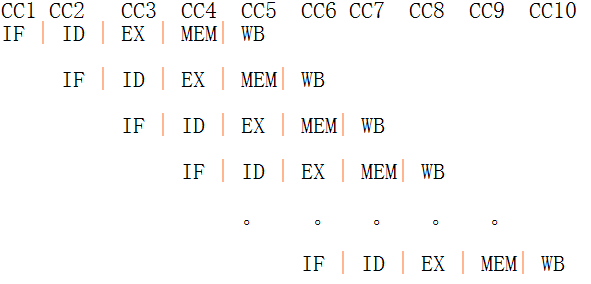 CC1 CC2 CC3 CC4 CC5 CC6 CC7 CC8 CC9 CC10
IF | ID | EX | MEM | WB
IF | ID | EX | MEM | WB
IF | ID | EX | MEM | WB
IF | ID | EX | MEM | WB
。 。 。 。 。
IF | ID | EX | MEM | WB